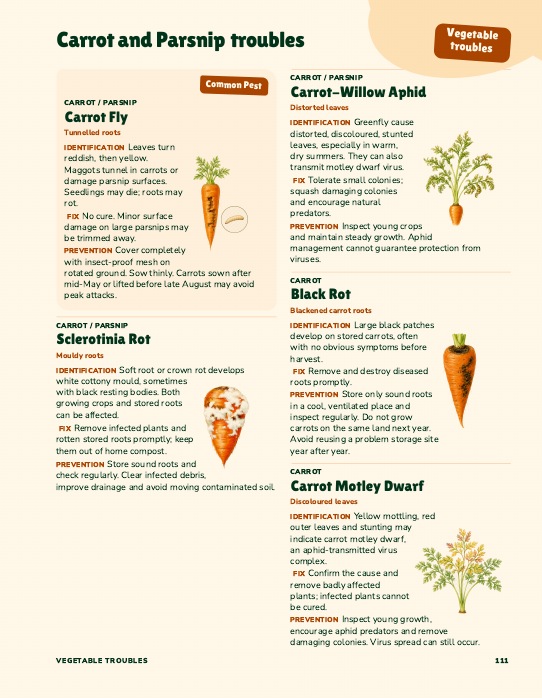 Carrot and Parsnip troubles
Vegetable
troubles
Common Pest
CARROT / PARSNIP
Carrot Fly
Tunnelled roots
IDENTIFICATION Leaves turn
reddish, then yellow.
Maggots tunnel in carrots or
damage parsnip surfaces.
Seedlings may die; roots may
rot.
FIX No cure. Minor surface
damage on large parsnips may
be trimmed away.
PREVENTION Cover completely
with insect-proof mesh on
rotated ground. Sow thinly. Carrots sown after
mid-May or lifted before late August may avoid
peak attacks.
CARROT / PARSNIP
Sclerotinia Rot
Mouldy roots
IDENTIFICATION Soft root or crown rot develops
white cottony mould, sometimes
with black resting bodies. Both
growing crops and stored roots
can be affected.
FIX Remove infected plants and
rotten stored roots promptly; keep
them out of home compost.
PREVENTION Store sound roots and
check regularly. Clear infected debris,
improve drainage and avoid moving contaminated soil.
CARROT / PARSNIP
Carrot–Willow Aphid
Distorted leaves
IDENTIFICATION Greenfly cause
distorted, discoloured, stunted
leaves, especially in warm,
dry summers. They can also
transmit motley dwarf virus.
FIX Tolerate small colonies;
squash damaging colonies
and encourage natural
predators.
PREVENTION Inspect young crops
and maintain steady growth. Aphid
management cannot guarantee protection from
viruses.
CARROT
Black Rot
Blackened carrot roots
IDENTIFICATION Large black patches
develop on stored carrots, often
with no obvious symptoms before
harvest.
FIX Remove and destroy diseased
roots promptly.
PREVENTION Store only sound roots
in a cool, ventilated place and
inspect regularly. Do not grow
carrots on the same land next year.
Avoid reusing a problem storage site
year after year.
CARROT
Carrot Motley Dwarf
Discoloured leaves
IDENTIFICATION Yellow mottling, red
outer leaves and stunting may
indicate carrot motley dwarf,
an aphid-transmitted virus
complex.
FIX Confirm the cause and
remove badly affected
plants; infected plants cannot
be cured.
PREVENTION Inspect young growth,
encourage aphid predators and remove
damaging colonies. Virus spread can still occur.
VEGETABLE TROUBLES
111